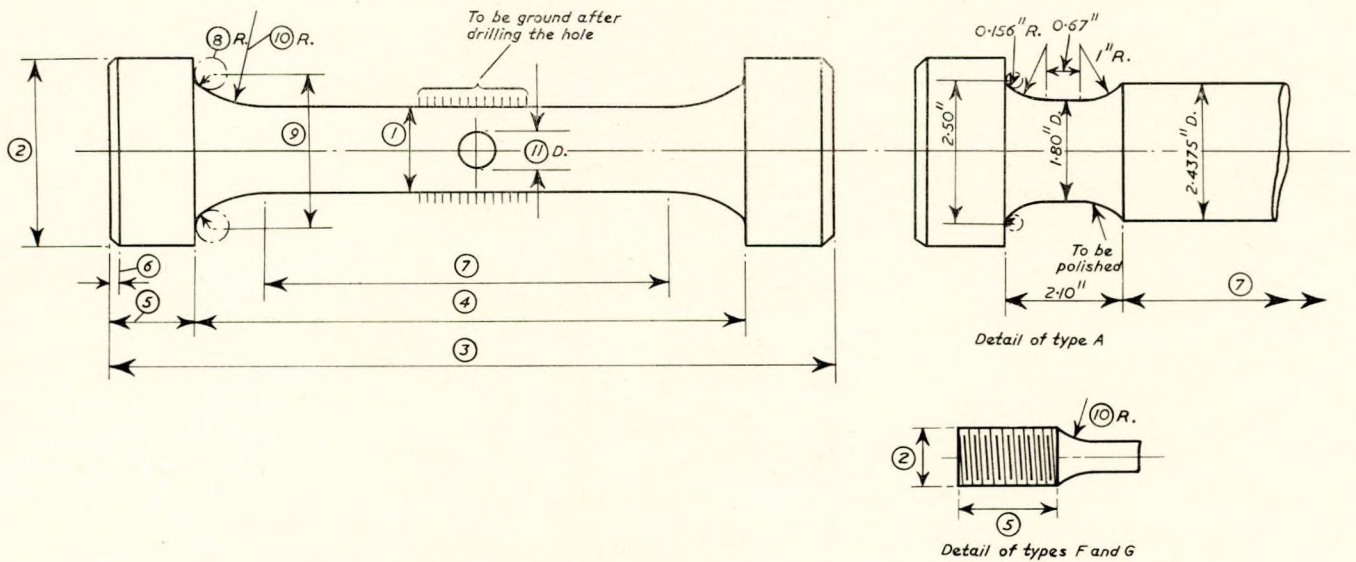 To be ground after
drilling the hole
⑧ R.
⑩ R.
②
⑨
①
⑪ D.
⑥
⑤
⑦
④
③
0·156" R.
0·67"
1" R.
2·50"
1·80" D.
2·4375" D.
To be
polished
2·10"
⑦
Detail of type A
⑩ R.
②
⑤
Detail of types F and G